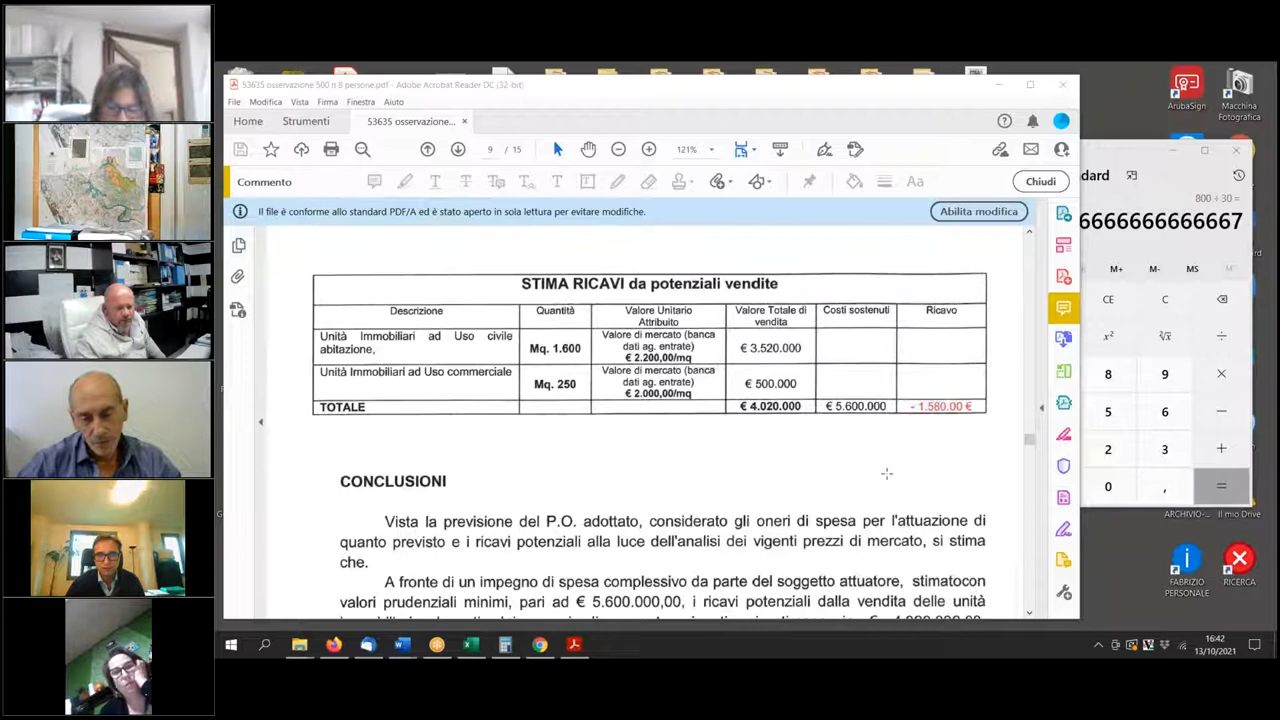 53635 osservazione 500 n 8 persone.pdf - Adobe Acrobat Reader DC (32-bit)
File Modifica Vista Firma Finestra Aiuto
Home Strumenti 53635 osservazione... ×
9 / 15 121%
Commento
Aa
Chiudi
Il file è conforme allo standard PDF/A ed è stato aperto in sola lettura per evitare modifiche.
Abilita modifica
STIMA RICAVI da potenziali vendite
Descrizione Quantità Valore Unitario Attribuito Valore Totale di vendita Costi sostenuti Ricavo
Unità Immobiliari ad Uso civile abitazione, Mq. 1.600 Valore di mercato (banca dati ag. entrate) € 2.200,00/mq € 3.520.000
Unità Immobiliari ad Uso commerciale Mq. 250 Valore di mercato (banca dati ag. entrate) € 2.000,00/mq € 500.000
TOTALE € 4.020.000 € 5.600.000 - 1.580.00 €
CONCLUSIONI
Vista la previsione del P.O. adottato, considerato gli oneri di spesa per l'attuazione di
quanto previsto e i ricavi potenziali alla luce dell'analisi dei vigenti prezzi di mercato, si stima
che.
A fronte di un impegno di spesa complessivo da parte del soggetto attuatore, stimatocon
valori prudenziali minimi, pari ad € 5.600.000,00, i ricavi potenziali dalla vendita delle unità
dard
800 ÷ 30 =
6666666666667
M+ M- MS
CE C
x² ²√x ÷
8 9 ×
5 6 −
2 3 +
0 , =
ArubaSign
Macchina
Fotografica
ARCHIVIO-...
Il mio Drive
FABRIZIO
PERSONALE
RICERCA
16:42
13/10/2021